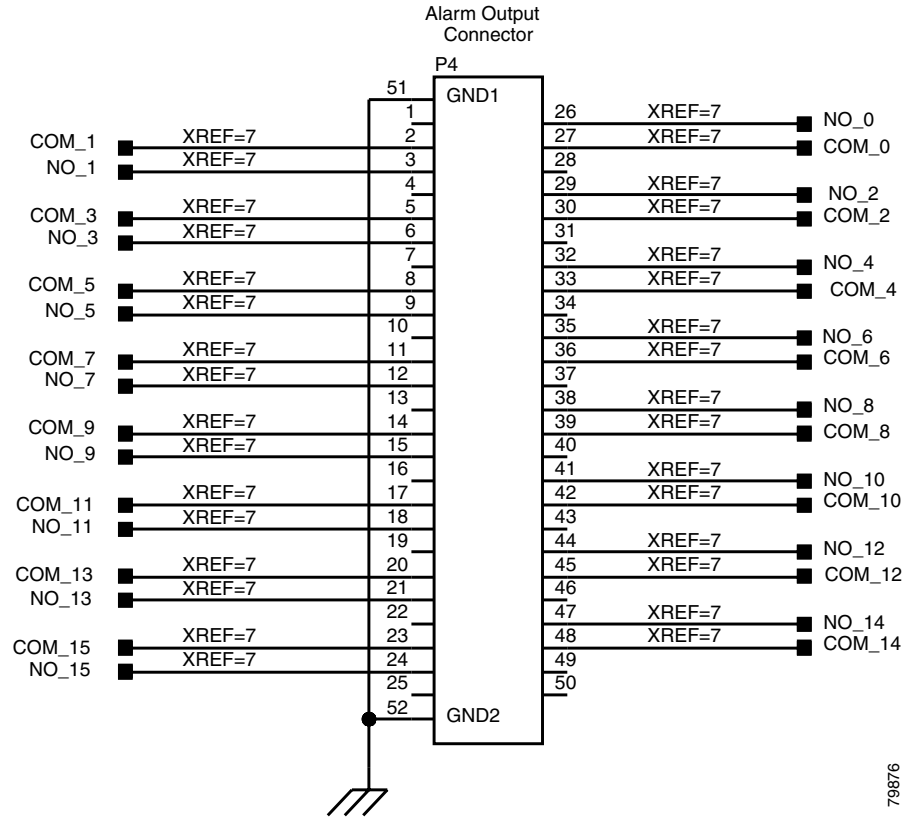 Alarm Output
Connector
P4
51 GND1
1 26 XREF=7 NO_0
COM_1 XREF=7 2 27 XREF=7 COM_0
NO_1 XREF=7 3 28
4 29 XREF=7 NO_2
COM_3 XREF=7 5 30 XREF=7 COM_2
NO_3 XREF=7 6 31
7 32 XREF=7 NO_4
COM_5 XREF=7 8 33 XREF=7 COM_4
NO_5 XREF=7 9 34
10 35 XREF=7 NO_6
COM_7 XREF=7 11 36 XREF=7 COM_6
NO_7 XREF=7 12 37
13 38 XREF=7 NO_8
COM_9 XREF=7 14 39 XREF=7 COM_8
NO_9 XREF=7 15 40
16 41 XREF=7 NO_10
COM_11 XREF=7 17 42 XREF=7 COM_10
NO_11 XREF=7 18 43
19 44 XREF=7 NO_12
COM_13 XREF=7 20 45 XREF=7 COM_12
NO_13 XREF=7 21 46
22 47 XREF=7 NO_14
COM_15 XREF=7 23 48 XREF=7 COM_14
NO_15 XREF=7 24 49
25 50
52 GND2
79876